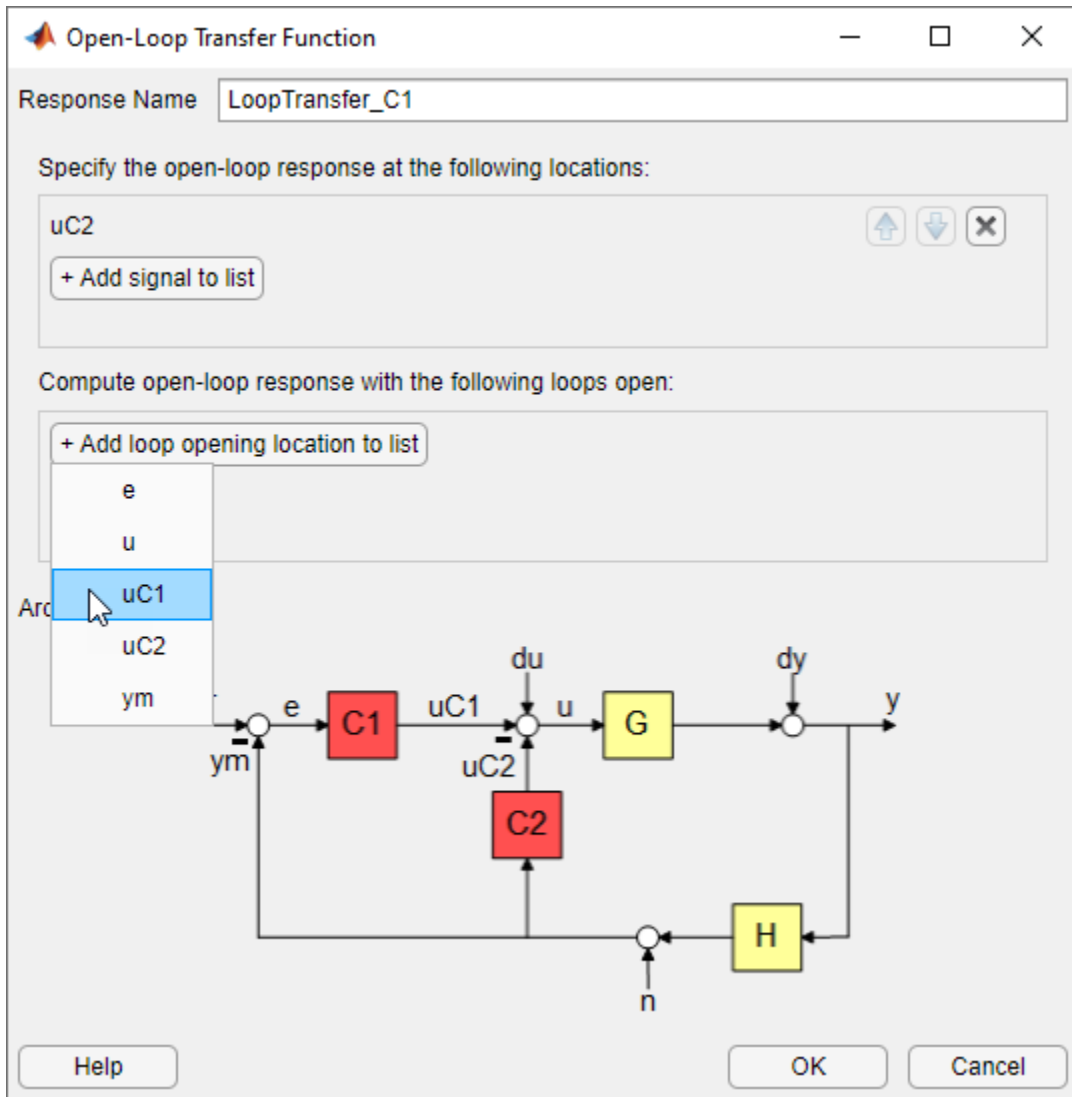 Open-Loop Transfer Function
Response Name LoopTransfer_C1
Specify the open-loop response at the following locations:
uC2
+ Add signal to list
Compute open-loop response with the following loops open:
+ Add loop opening location to list
e
u
uC1
uC2
ym
Arc
du
dy
e
C1
uC1
u
G
y
ym
uC2
C2
H
n
Help OK Cancel